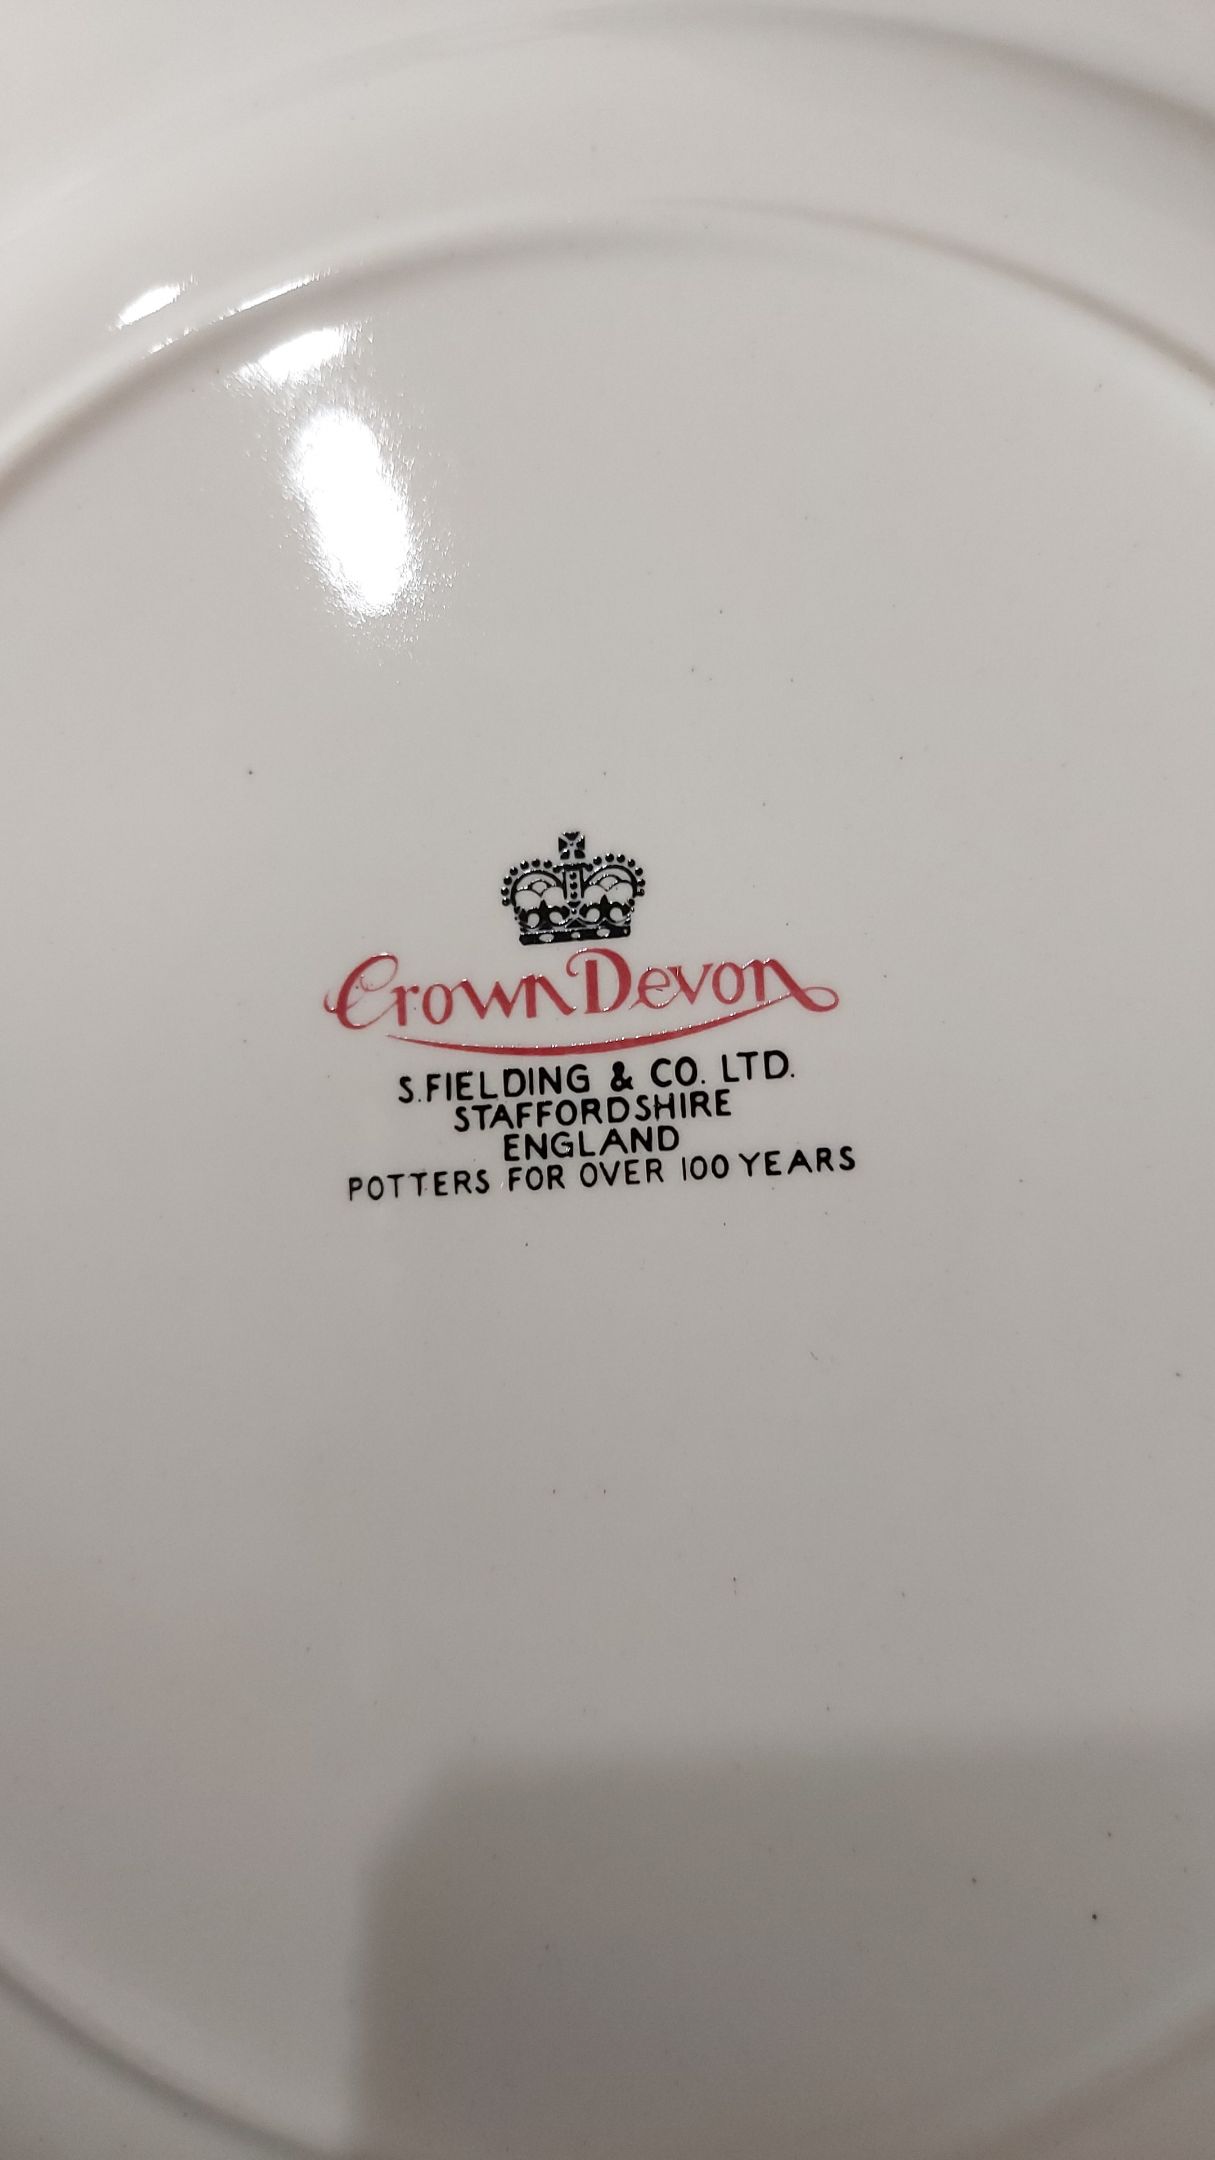 Crown Devon
S. FIELDING & CO. LTD.
STAFFORDSHIRE
ENGLAND
POTTERS FOR OVER 100 YEARS